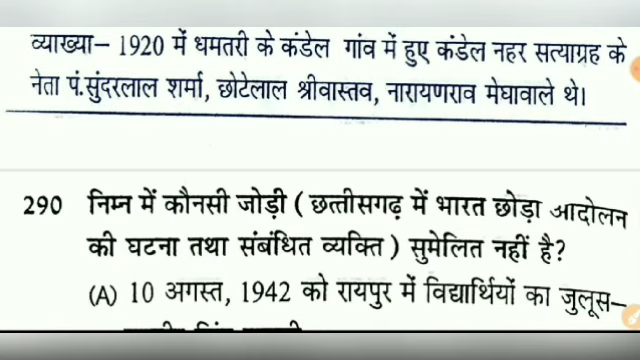 व्याख्या– 1920 में धमतरी के कंडेल गांव में हुए कंडेल नहर सत्याग्रह के
नेता पं.सुंदरलाल शर्मा, छोटेलाल श्रीवास्तव, नारायणराव मेघावाले थे।
290 निम्न में कौनसी जोड़ी ( छत्तीसगढ़ में भारत छोड़ा आदोलन
की घटना तथा संबंधित व्यक्ति ) सुमेलित नहीं है?
(A) 10 अगस्त, 1942 को रायपुर में विद्यार्थियों का जुलूस–